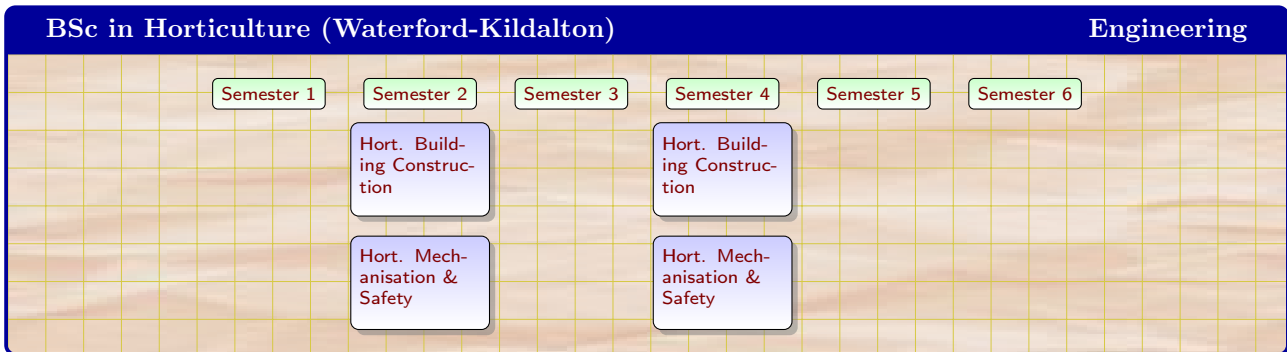 BSc in Horticulture (Waterford-Kildalton) Engineering
Semester 1 Semester 2 Semester 3 Semester 4 Semester 5 Semester 6
Hort. Build-
ing Construc-
tion
Hort. Build-
ing Construc-
tion
Hort. Mech-
anisation &
Safety
Hort. Mech-
anisation &
Safety